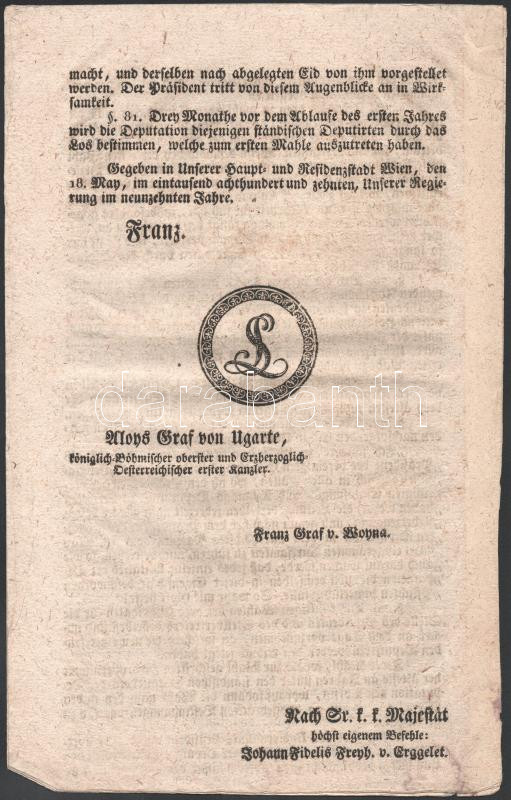 macht, und derselben nach abgelegten Eid von ihm vorgestellet
werden. Der Präsident tritt von diesem Augenblicke an in Wirk-
samkeit.
§. 81. Drey Monathe vor dem Ablaufe des ersten Jahres
wird die Deputation diejenigen ständischen Deputirten durch das
Los bestimmen, welche zum ersten Mahle auszutreten haben.
Gegeben in Unserer Haupt- und Residenzstadt Wien, den
18. May, im eintausend achthundert und zehnten, Unserer Regie-
rung im neunzehnten Jahre.
Franz.
LS
darabanth
Aloys Graf von Ugarte,
königlich-Böhmischer oberster und Erzherzoglich-
Oesterreichischer erster Kanzler.
Franz Graf v. Woyna.
Nach Sr. k. k. Majestät
höchst eigenem Befehle:
Johann Fidelis Freyh. v. Erggelet.